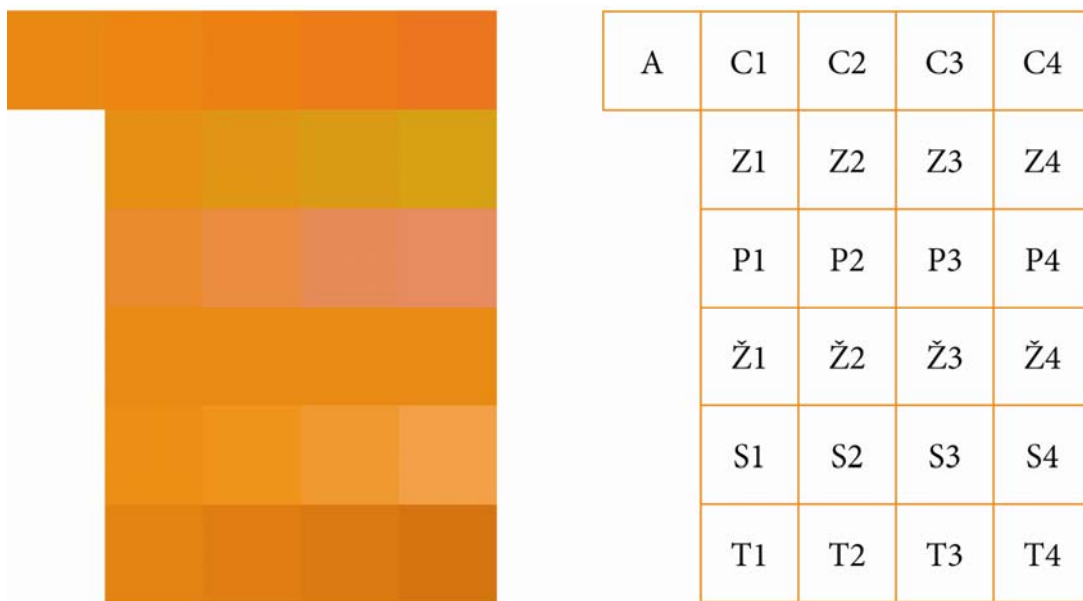 A C1 C2 C3 C4
Z1 Z2 Z3 Z4
P1 P2 P3 P4
Ž1 Ž2 Ž3 Ž4
S1 S2 S3 S4
T1 T2 T3 T4